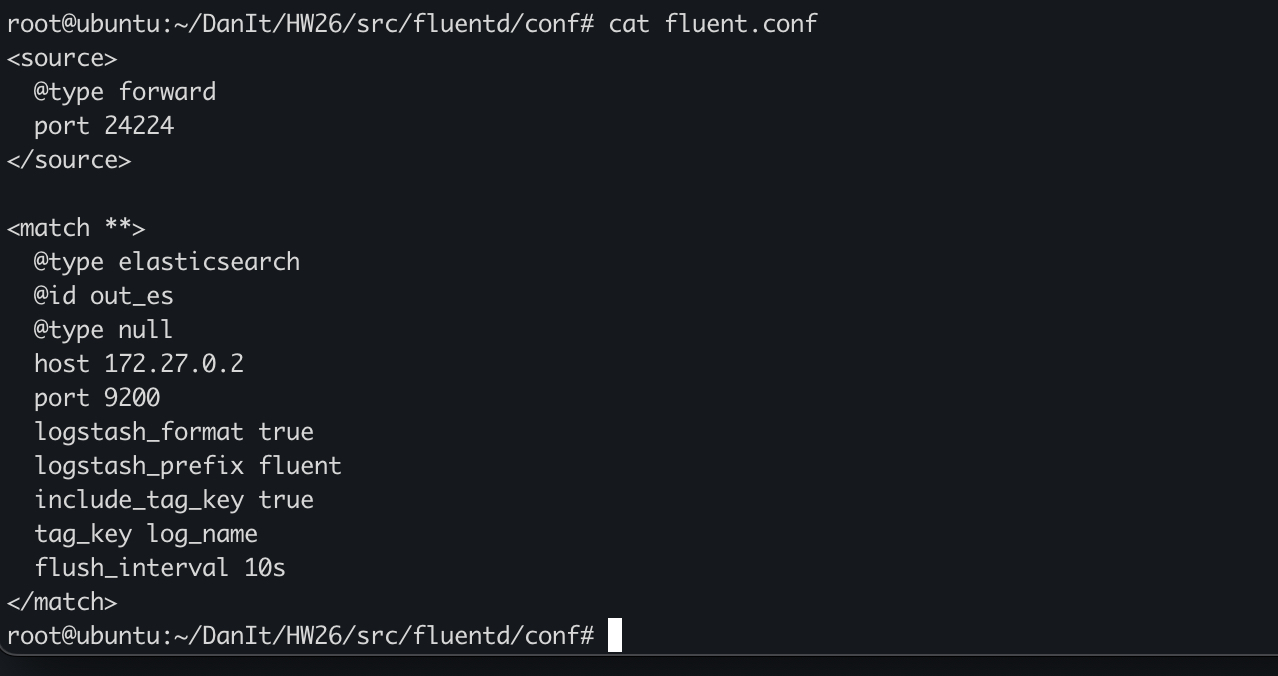 root@ubuntu:~/DanIt/HW26/src/fluentd/conf# cat fluent.conf
<source>
  @type forward
  port 24224
</source>

<match **>
  @type elasticsearch
  @id out_es
  @type null
  host 172.27.0.2
  port 9200
  logstash_format true
  logstash_prefix fluent
  include_tag_key true
  tag_key log_name
  flush_interval 10s
</match>
root@ubuntu:~/DanIt/HW26/src/fluentd/conf#